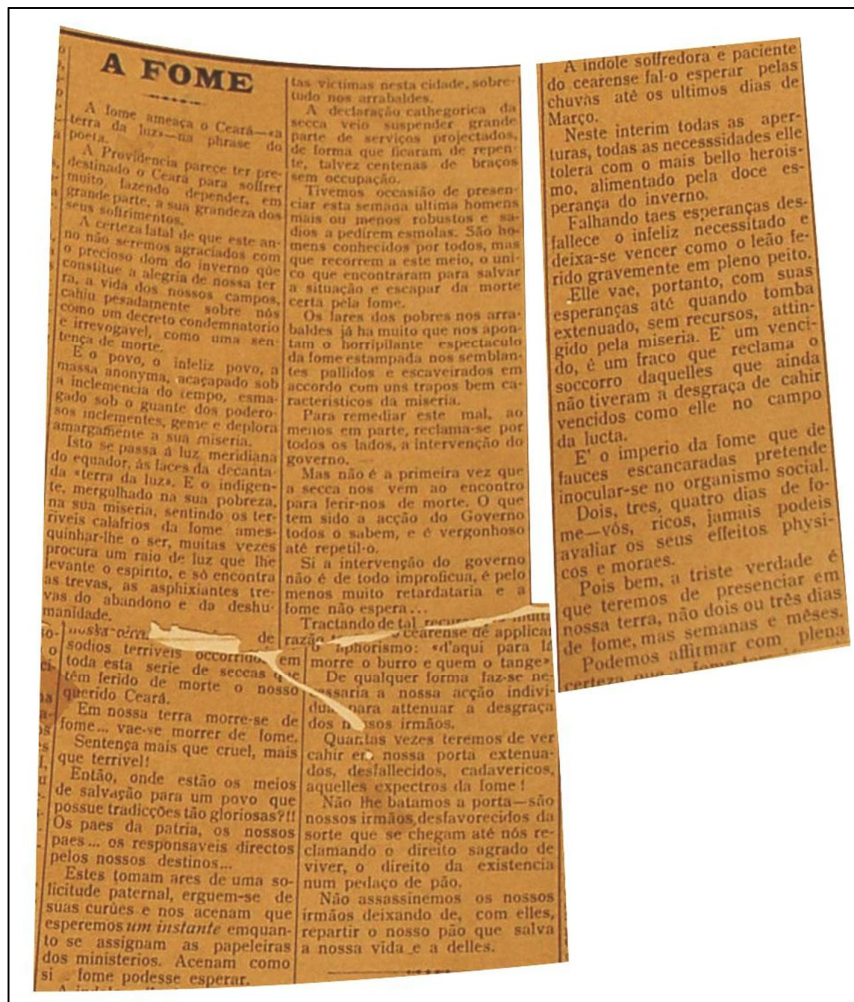 A FOME
A fome ameaça o Ceará—«a
terra da luz»—na phrase do
poeta.
A Providencia parece ter pre-
destinado o Ceará para soffrer
muito, fazendo depender, em
grande parte, a sua grandeza dos
seus soffrimentos.
A certeza fatal de que este an-
no não seremos agraciados com
o precioso dom do inverno que
constitue a alegria de nossa ter
ra, a vida dos nossos campos,
cahiu pesadamente sobre nós
como um decreto condemnatorio
e irrevogavel, como uma sen-
tença de morte.
E o povo, o infeliz povo, a
massa anonyma, acaçapado sob
a inclemencia do tempo, esma-
gado sob o guante dos podero-
sos inclementes, geme e deplora
amargamente a sua miseria.
Isto se passa á luz meridiana
do equador, ás faces da decanta-
da «terra da luz». E o indigen-
te, mergolhado na sua pobreza,
na sua miseria, sentindo os ter-
riveis calafrios da fome ames-
quinhar-lhe o ser, muitas vezes
procura um raio de luz que lhe
levante o espirito, e só encontra
as trevas, as asphixiantes tre-
vas do abandono e da deshu-
manidade.
nossa terra de
sodios terriveis occorridos em
toda esta serie de seccas que
têm ferido de morte o nosso
querido Ceará.
Em nossa terra morre-se de
fome... vae-se morrer de fome.
Sentença mais que cruel, mais
que terrivel!
Então, onde estão os meios
de salvação para um povo que
possue tradicções tão gloriosas?!!
Os paes da patria, os nossos
paes... os responsaveis directos
pelos nossos destinos...
Estes tomam ares de uma so-
licitude paternal, erguem-se de
suas curües e nos acenam que
esperemos um instante emquan-
to se assignam as papeleiras
dos ministerios. Acenam como
si fome podesse esperar.
tas victimas nesta cidade, sobre-
tudo nos arrabaldes.
A declaração cathegorica da
secca veio suspender grande
parte de serviços projectados,
de forma que ficaram de repen-
te, talvez centenas de braços
sem occupação.
Tivemos occasião de presen-
ciar esta semana ultima homens
mais ou menos robustos e sa-
dios a pedirem esmolas. São ho-
mens conhecidos por todos, mas
que recorrem a este meio, o uni-
co que encontraram para salvar
a situação e escapar da morte
certa pela fome.
Os lares dos pobres nos arra-
baldes já ha muito que nos apon-
tam o horripilante espectaculo
da fome estampada nos semblan-
tes pallidos e escaveirados em
accordo com uns trapos bem ca-
racteristicos da miseria.
Para remediar este mal, ao
menos em parte, reclama-se por
todos os lados, a intervenção do
governo.—
Mas não é a primeira vez que
a secca nos vem ao encontro
para ferir-nos de morte. O que
tem sido a acção do Governo
todos o sabem, e é vergonhoso
até repetil-o.
Si a intervenção do governo
não é de todo improficua, é pelo
menos muito retardataria e a
fome não espera...
Tractando de tal
razão cearense de applicar
o aphorismo: «d'aqui para lá
morre o burro e quem o tange»
De qualquer forma faz-se ne-
cessaria a nossa acção indivi-
dual para attenuar a desgraça
dos nossos irmãos.
Quantas vezes teremos de ver
cahir em nossa porta extenua-
dos, desfallecidos, cadavericos,
aquelles expectros da fome!
Não lhe batamos a porta—são
nossos irmãos desfavorecidos da
sorte que se chegam até nós re-
clamando o direito sagrado de
viver, o direito da existencia
num pedaço de pão.
Não assassinemos os nossos
irmãos deixando de, com elles,
repartir o nosso pão que salva
a nossa vida e a delles.
A indole soffredora e paciente
do cearense fal-o esperar pelas
chuvas até os ultimos dias de
Março.
Neste interim todas as aper-
turas, todas as necesssidades elle
tolera com o mais bello herois-
mo, alimentado pela doce es-
perança do inverno.
Falhando taes esperanças des-
fallece o infeliz necessitado e
deixa-se vencer como o leão fe-
rido gravemente em pleno peito.
Elle vae, portanto, com suas
esperanças até quando tomba
extenuado, sem recursos, attin-
gido pela miseria. E' um venci-
do, é um fraco que reclama o
soccorro daquelles que ainda
não tiveram a desgraça de cahir
vencidos como elle no campo
da lucta.
E' o imperio da fome que de
fauces escancaradas pretende
inocular-se no organismo social.
Dois, tres, quatro dias de fo-
me—vós, ricos, jamais podeis
avaliar os seus effeitos physi-
cos e moraes.
Pois bem, a triste verdade é
que teremos de presenciar em
nossa terra, não dois ou três dias
de fome, mas semanas e mêses.
Podemos affirmar com plena
certeza que a fome